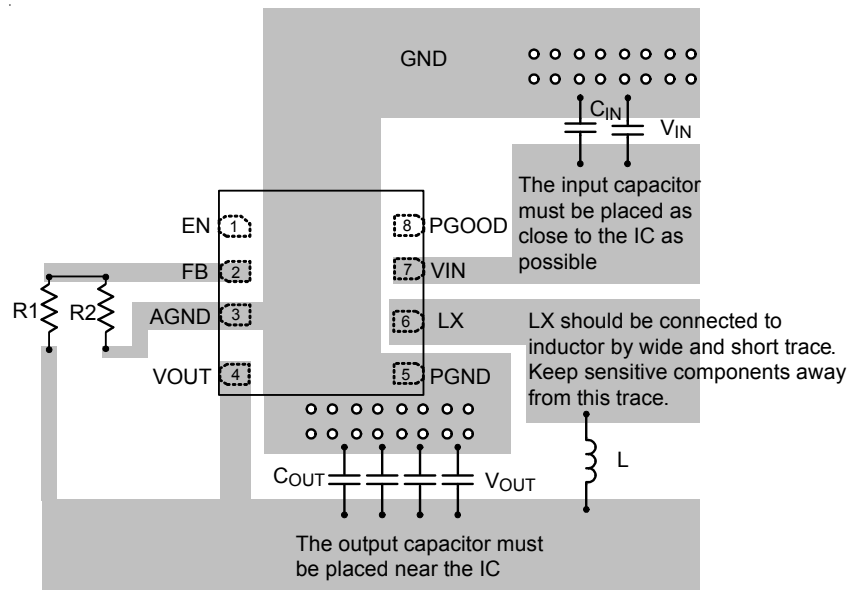 GND
C_IN
V_IN
The input capacitor
must be placed as
close to the IC as
possible
EN 1
8 PGOOD
FB 2
7 VIN
R1
R2
AGND 3
6 LX
LX should be connected to
inductor by wide and short trace.
Keep sensitive components away
from this trace.
VOUT 4
5 PGND
L
C_OUT
V_OUT
The output capacitor must
be placed near the IC